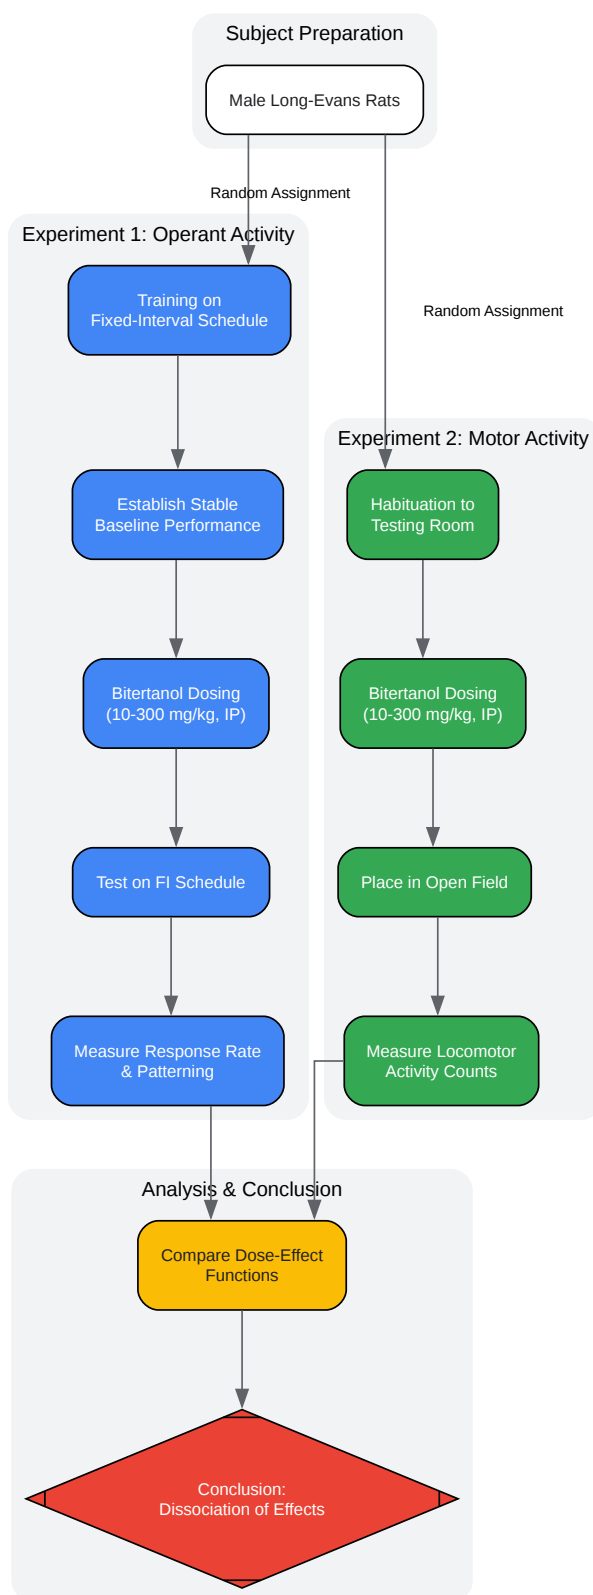 Subject Preparation
Male Long-Evans Rats
Random Assignment
Experiment 1: Operant Activity
Training on
Fixed-Interval Schedule
Random Assignment
Experiment 2: Motor Activity
Establish Stable
Baseline Performance
Habituation to
Testing Room
Bitertanol Dosing
(10-300 mg/kg, IP)
Bitertanol Dosing
(10-300 mg/kg, IP)
Test on FI Schedule
Place in Open Field
Measure Response Rate
& Patterning
Measure Locomotor
Activity Counts
Analysis & Conclusion
Compare Dose-Effect
Functions
Conclusion:
Dissociation of Effects